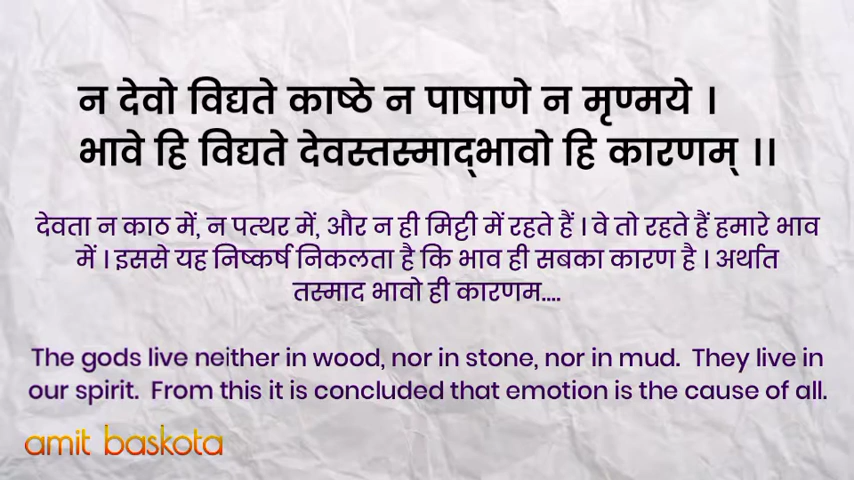 न देवो विद्यते काष्ठे न पाषाणे न मृण्मये ।
भावे हि विद्यते देवस्तस्माद्भावो हि कारणम् ।।
देवता न काठ में, न पत्थर में, और न ही मिट्टी में रहते हैं । वे तो रहते हैं हमारे भाव
में । इससे यह निष्कर्ष निकलता है कि भाव ही सबका कारण है । अर्थात
तस्माद भावो ही कारणम....
The gods live neither in wood, nor in stone, nor in mud. They live in
our spirit. From this it is concluded that emotion is the cause of all.
amit baskota